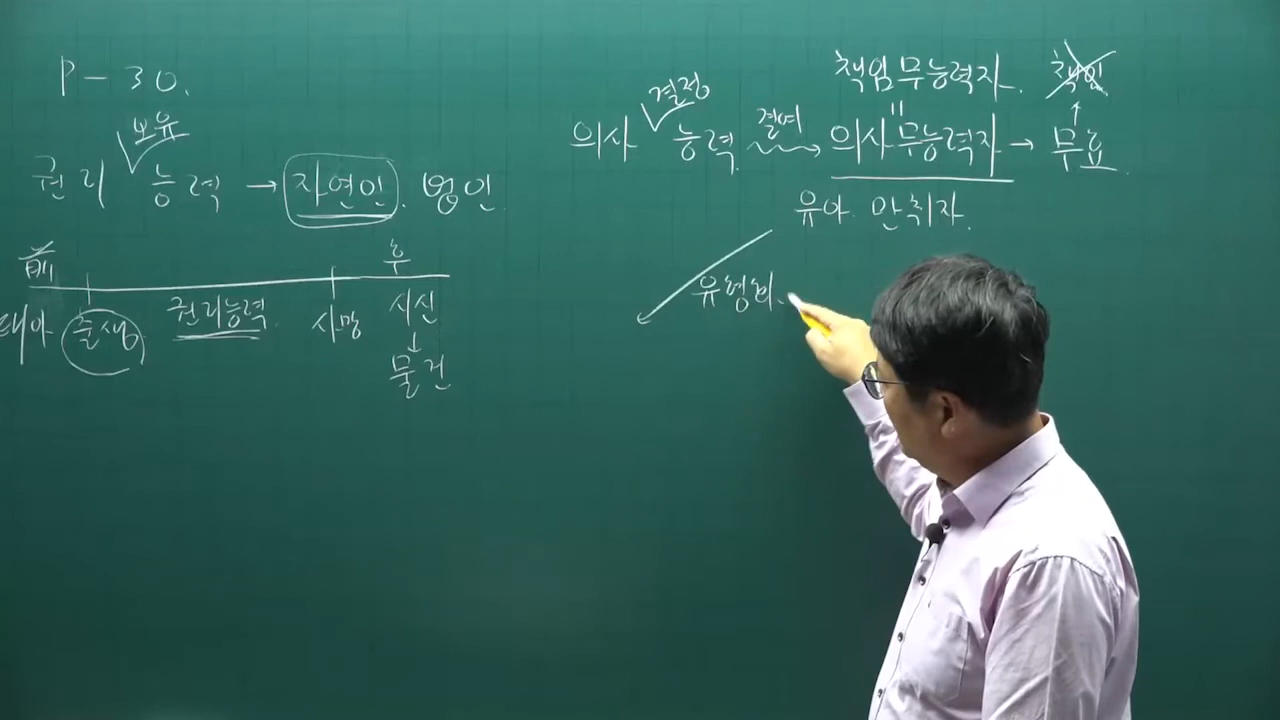 P - 30.
보유
권리 ∨ 능력 → 자연인. 법인.
前 후
태아 출생 권리능력 사망 시신
↓
물건
책임무능력자. 책임
결정 결여 〃 ↑
의사 ∨ 능력. → 의사무능력자 → 무효.
유아. 만취자.
유형화.